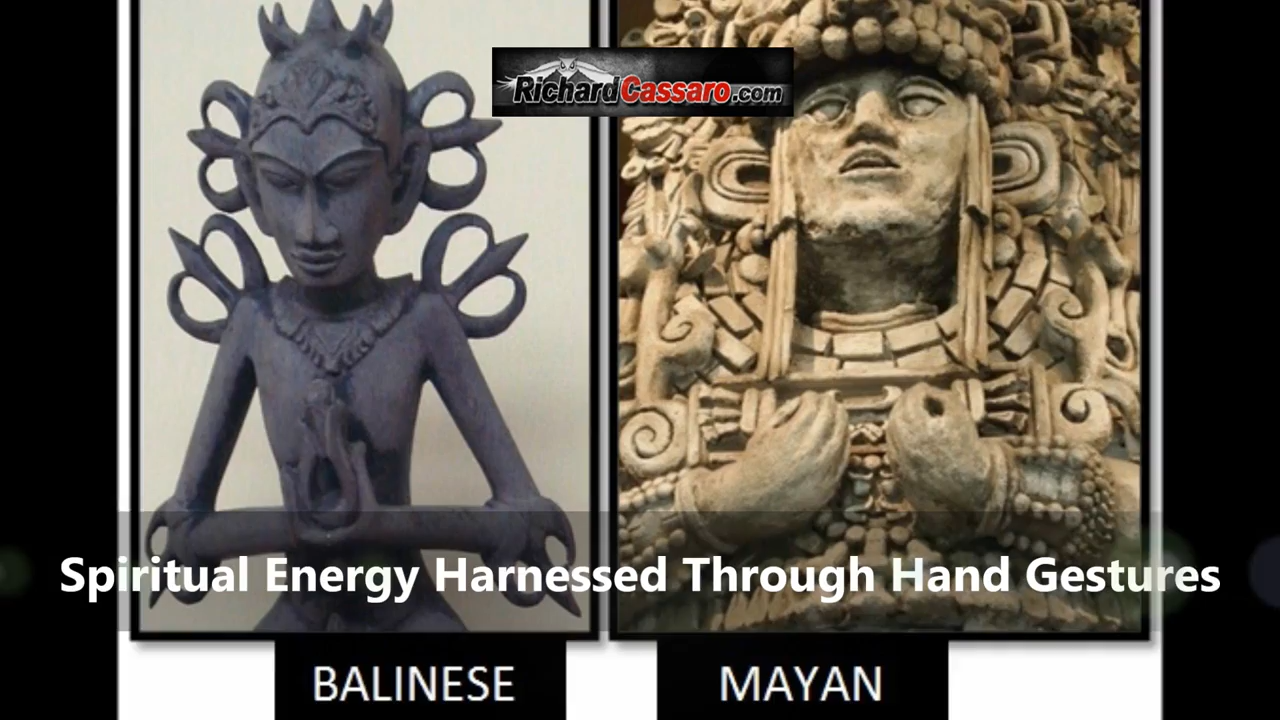 RichardCassaro.com
Spiritual Energy Harnessed Through Hand Gestures
BALINESE
MAYAN